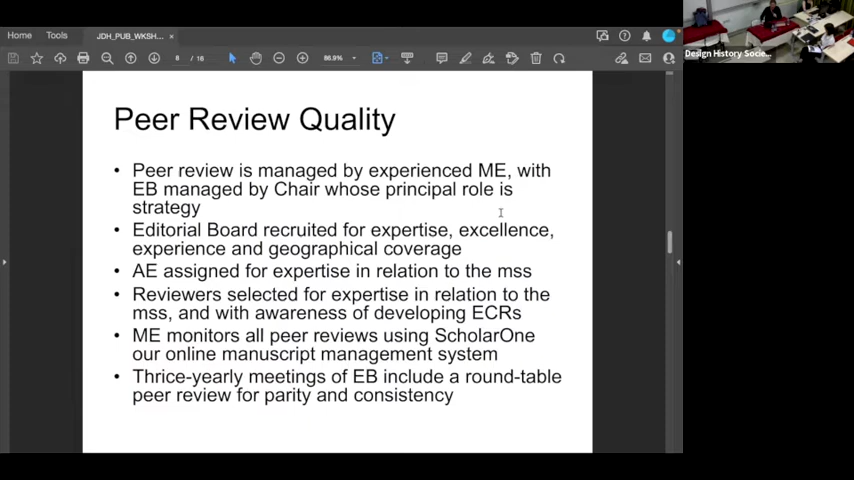 Home
Tools
JDH_PUB_WKSH...
Design History Socie...
8 / 16
86.9%
Peer Review Quality
• Peer review is managed by experienced ME, with
EB managed by Chair whose principal role is
strategy
• Editorial Board recruited for expertise, excellence,
experience and geographical coverage
• AE assigned for expertise in relation to the mss
• Reviewers selected for expertise in relation to the
mss, and with awareness of developing ECRs
• ME monitors all peer reviews using ScholarOne
our online manuscript management system
• Thrice-yearly meetings of EB include a round-table
peer review for parity and consistency